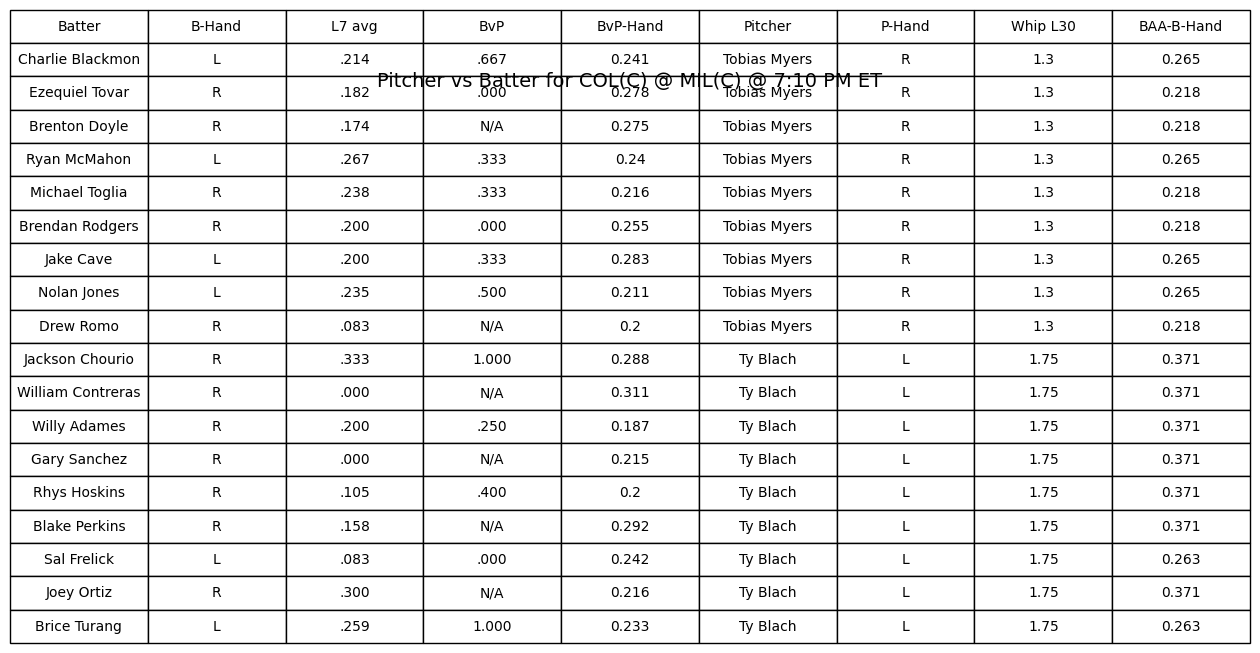 Batter B-Hand L7 avg BvP BvP-Hand Pitcher P-Hand Whip L30 BAA-B-Hand
Charlie Blackmon L .214 .667 0.241 Tobias Myers R 1.3 0.265
Pitcher vs Batter for COL(C) @ MIL(C) @ 7:10 PM ET
Ezequiel Tovar R .182 .000 0.278 Tobias Myers R 1.3 0.218
Brenton Doyle R .174 N/A 0.275 Tobias Myers R 1.3 0.218
Ryan McMahon L .267 .333 0.24 Tobias Myers R 1.3 0.265
Michael Toglia R .238 .333 0.216 Tobias Myers R 1.3 0.218
Brendan Rodgers R .200 .000 0.255 Tobias Myers R 1.3 0.218
Jake Cave L .200 .333 0.283 Tobias Myers R 1.3 0.265
Nolan Jones L .235 .500 0.211 Tobias Myers R 1.3 0.265
Drew Romo R .083 N/A 0.2 Tobias Myers R 1.3 0.218
Jackson Chourio R .333 1.000 0.288 Ty Blach L 1.75 0.371
William Contreras R .000 N/A 0.311 Ty Blach L 1.75 0.371
Willy Adames R .200 .250 0.187 Ty Blach L 1.75 0.371
Gary Sanchez R .000 N/A 0.215 Ty Blach L 1.75 0.371
Rhys Hoskins R .105 .400 0.2 Ty Blach L 1.75 0.371
Blake Perkins R .158 N/A 0.292 Ty Blach L 1.75 0.371
Sal Frelick L .083 .000 0.242 Ty Blach L 1.75 0.263
Joey Ortiz R .300 N/A 0.216 Ty Blach L 1.75 0.371
Brice Turang L .259 1.000 0.233 Ty Blach L 1.75 0.263